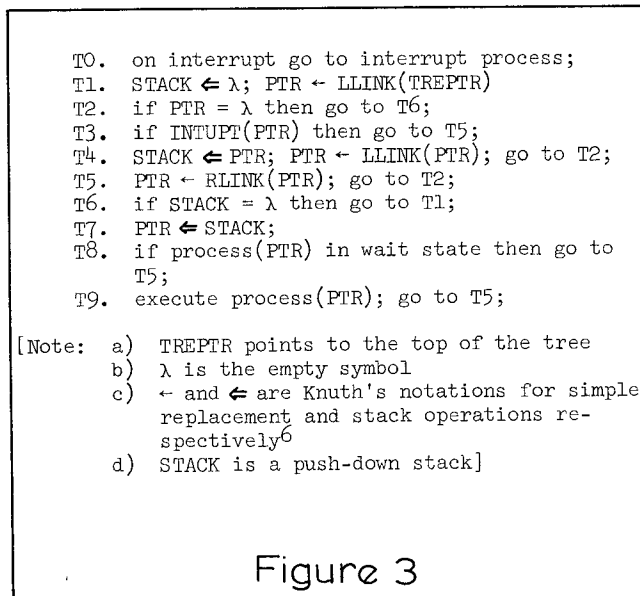 T0. on interrupt go to interrupt process;
T1. STACK ⇐ λ; PTR ← LLINK(TREPTR)
T2. if PTR = λ then go to T6;
T3. if INTUPT(PTR) then go to T5;
T4. STACK ⇐ PTR; PTR ← LLINK(PTR); go to T2;
T5. PTR ← RLINK(PTR); go to T2;
T6. if STACK = λ then go to T1;
T7. PTR ⇐ STACK;
T8. if process(PTR) in wait state then go to
T5;
T9. execute process(PTR); go to T5;
[Note: a) TREPTR points to the top of the tree
b) λ is the empty symbol
c) ← and ⇐ are Knuth's notations for simple
replacement and stack operations re-
spectively6
d) STACK is a push-down stack]
Figure 3